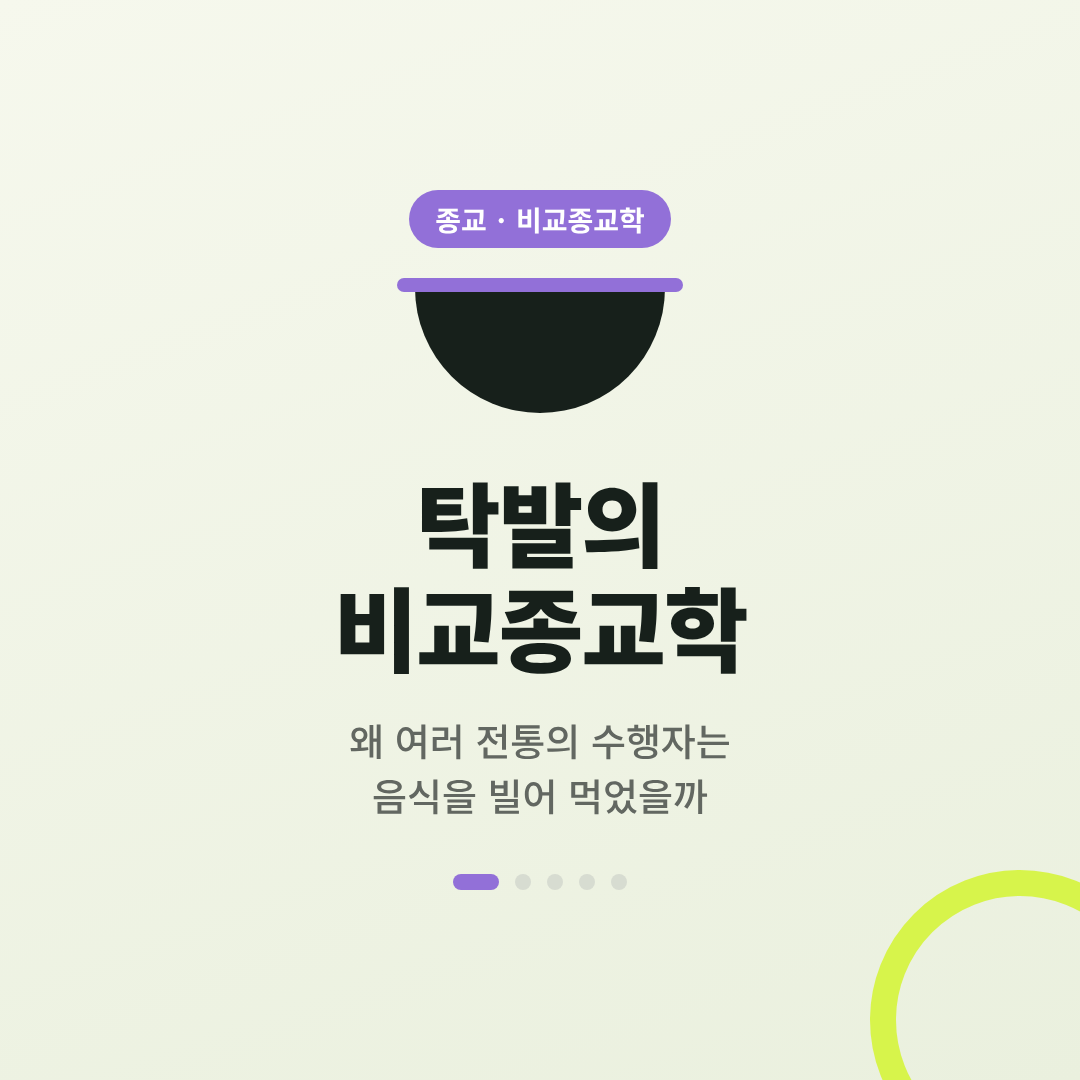 종교 · 비교종교학
탁발의
비교종교학
왜 여러 전통의 수행자는
음식을 빌어 먹었을까